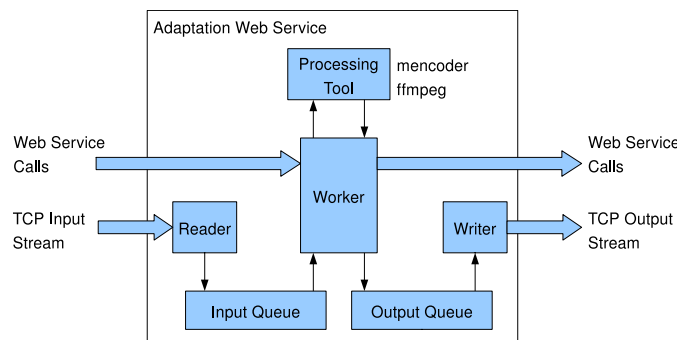 Adaptation Web Service
Processing
Tool
mencoder
ffmpeg
Web Service
Calls
Worker
Web Service
Calls
TCP Input
Stream
Reader
Writer
TCP Output
Stream
Input Queue
Output Queue